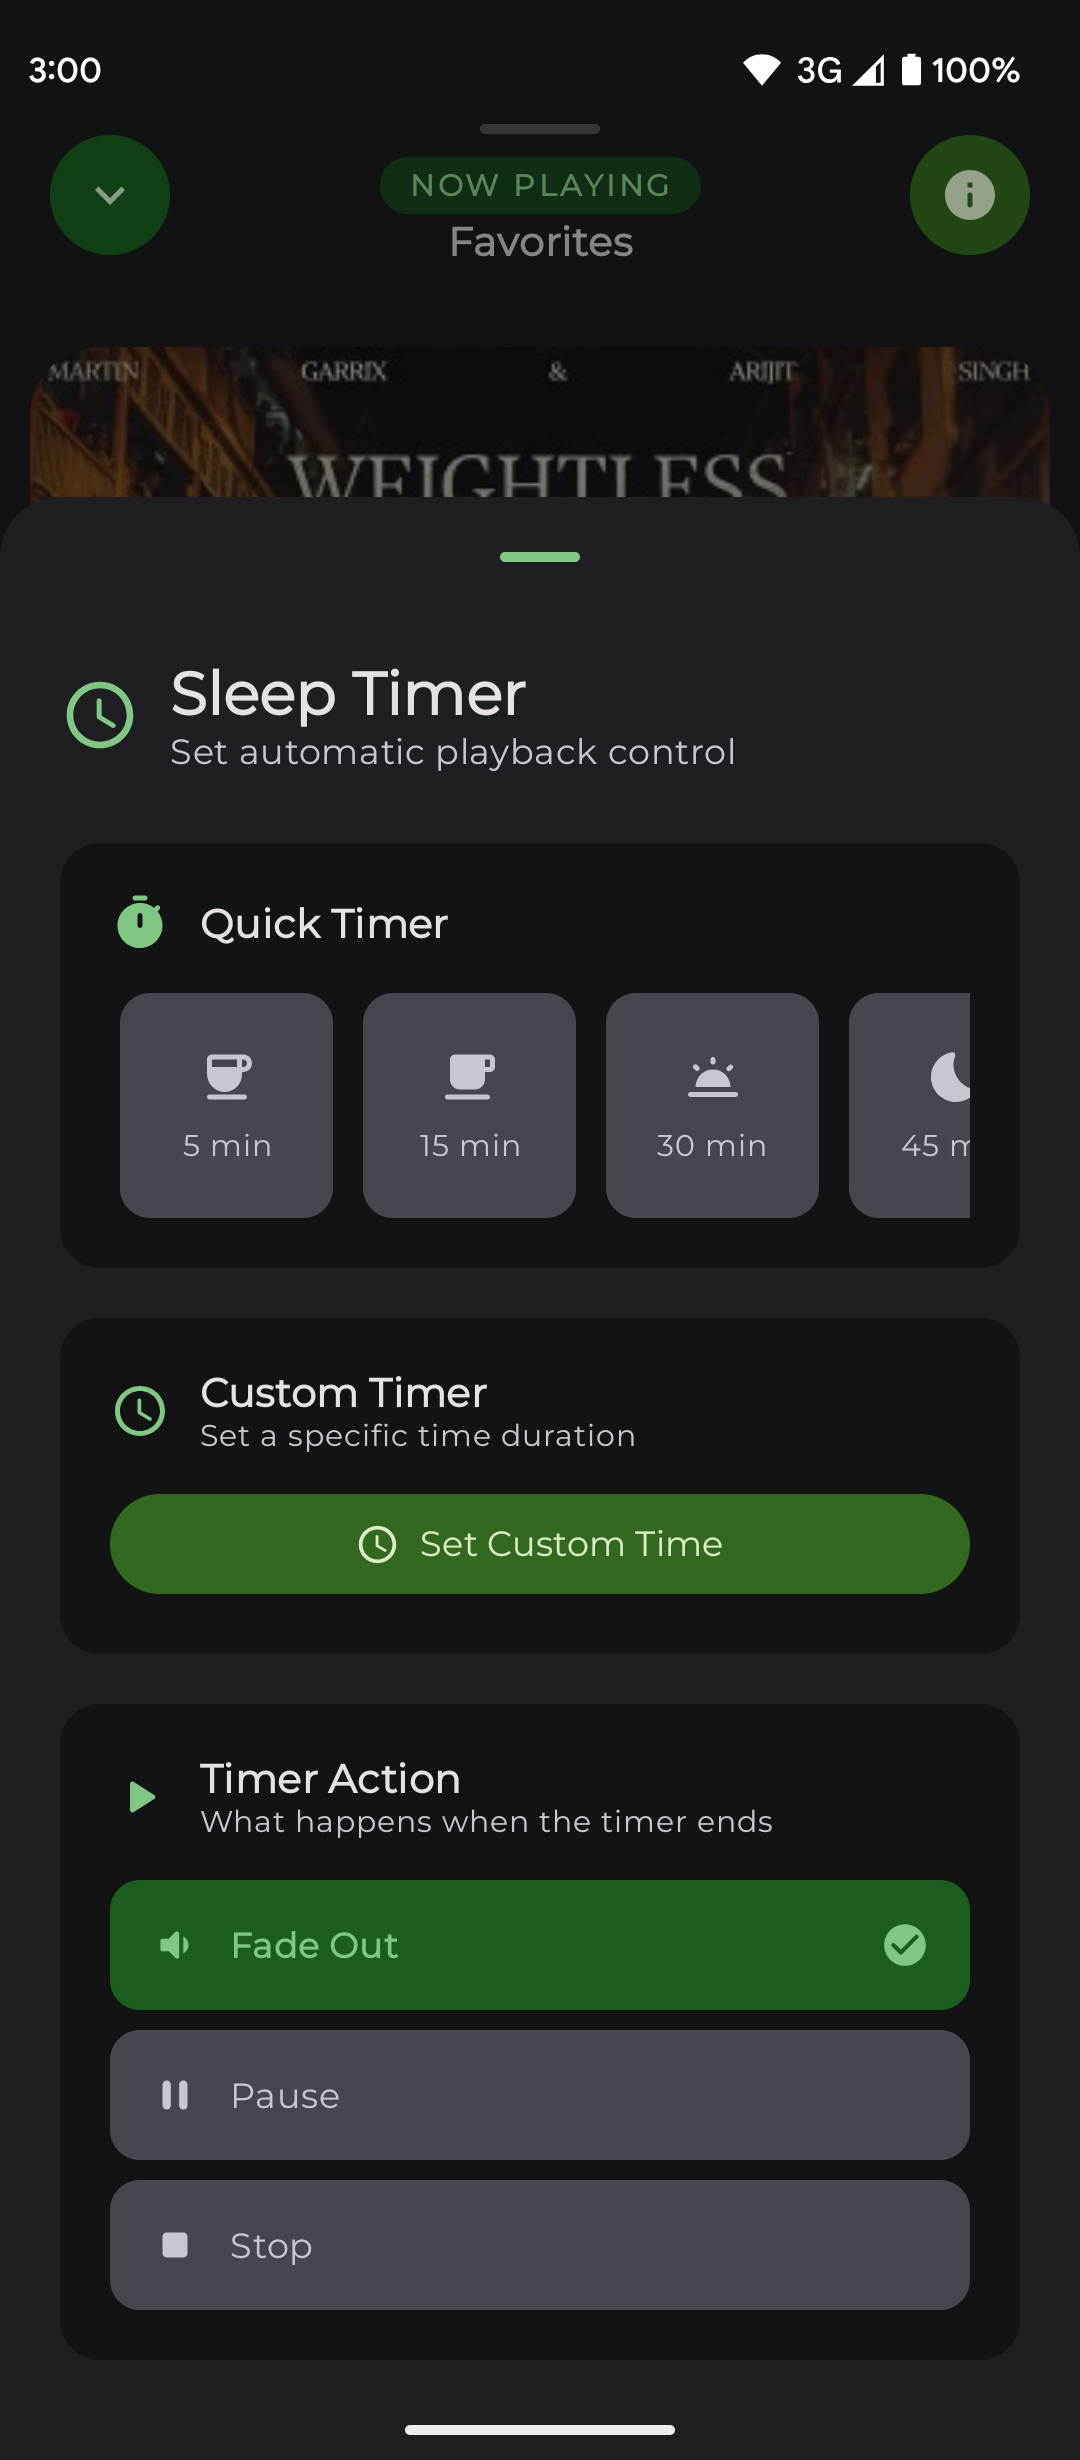 3:00
3G
100%
NOW PLAYING
Favorites
MARTIN GARRIX & ARIJIT SINGH
WEIGHTLESS
Sleep Timer
Set automatic playback control
Quick Timer
5 min
15 min
30 min
45 m
Custom Timer
Set a specific time duration
Set Custom Time
Timer Action
What happens when the timer ends
Fade Out
Pause
Stop